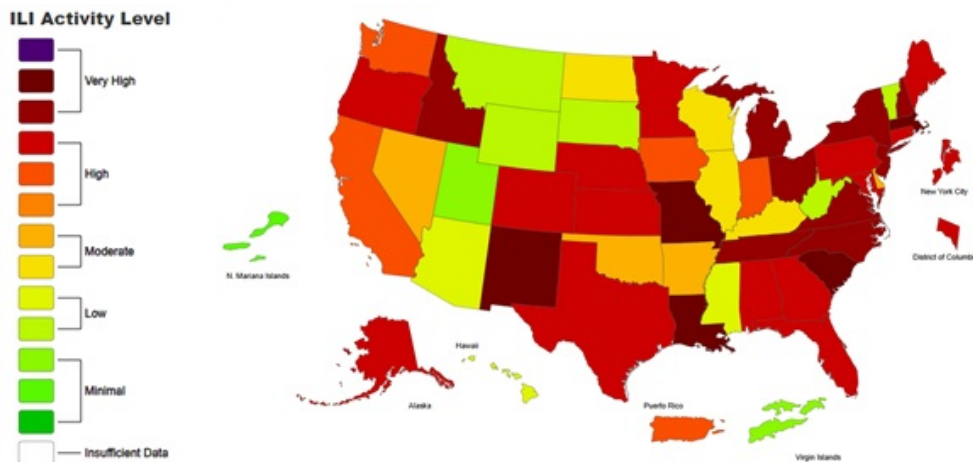 ILI Activity Level
Very High
High
Moderate
Low
Minimal
Insufficient Data
N. Mariana Islands
Alaska
Hawaii
Puerto Rico
Virgin Islands
New York City
District of Columbi